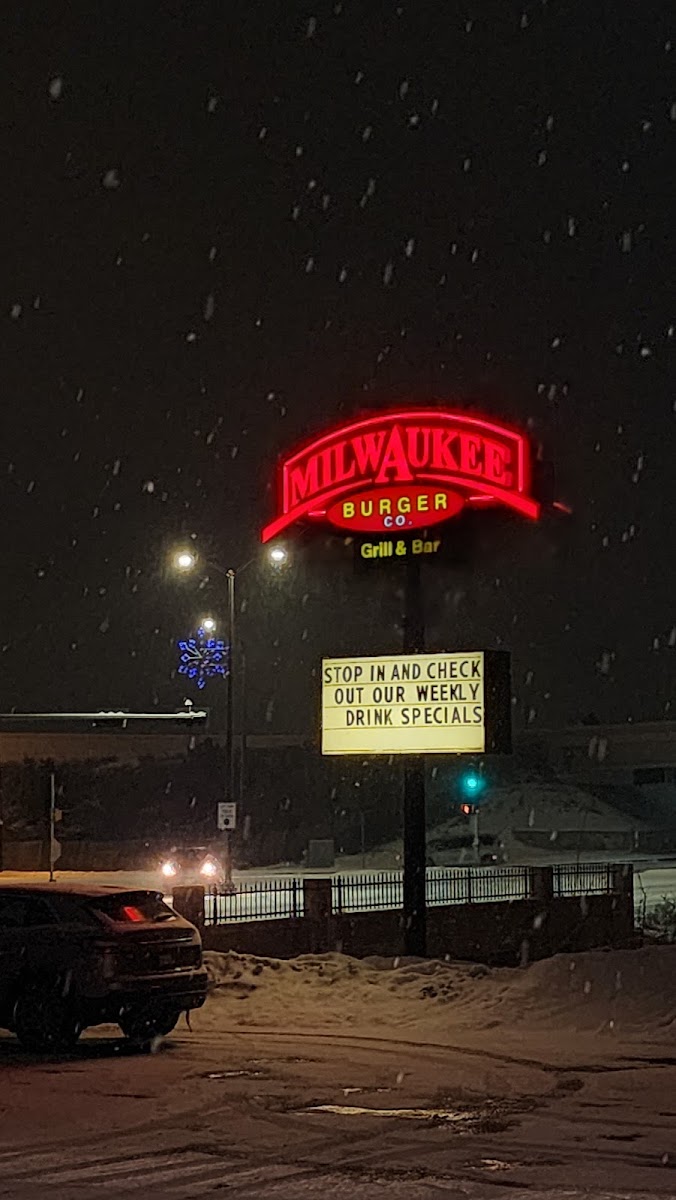 MILWAUKEE
BURGER
CO.
Grill & Bar
STOP IN AND CHECK
OUT OUR WEEKLY
DRINK SPECIALS